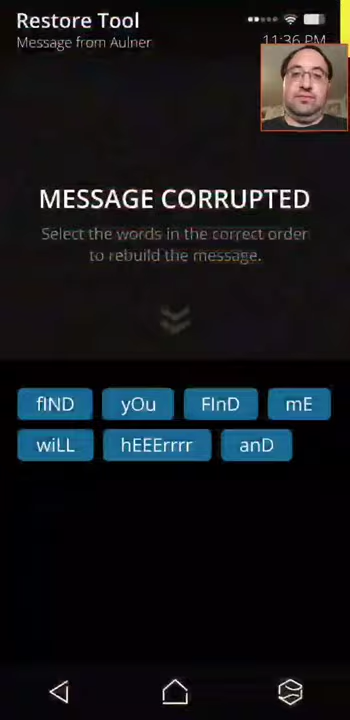 Restore Tool
Message from Aulner
11:36 PM
MESSAGE CORRUPTED
Select the words in the correct order
to rebuild the message.
fIND yOu FInD mE
wiLL hEEErrrr anD